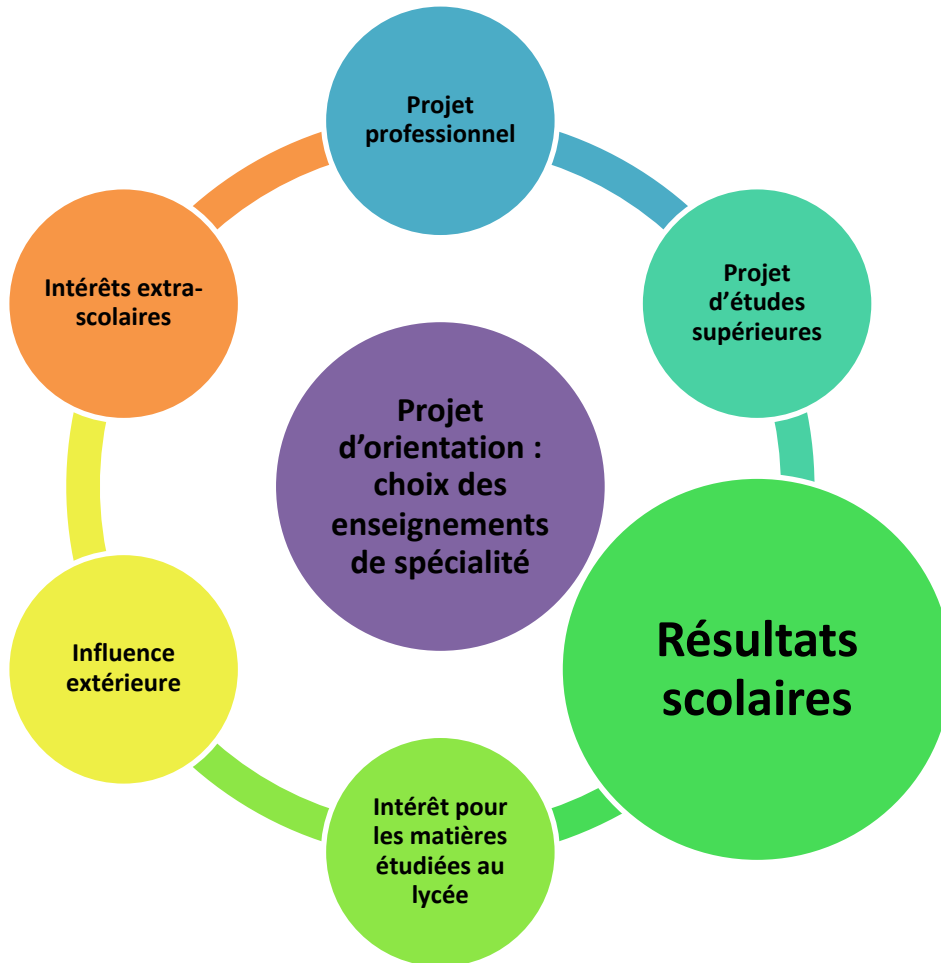 Projet
professionnel
Projet
d'études
supérieures
Résultats
scolaires
Intérêt pour
les matières
étudiées au
lycée
Influence
extérieure
Intérêts extra-
scolaires
Projet
d'orientation :
choix des
enseignements
de spécialité